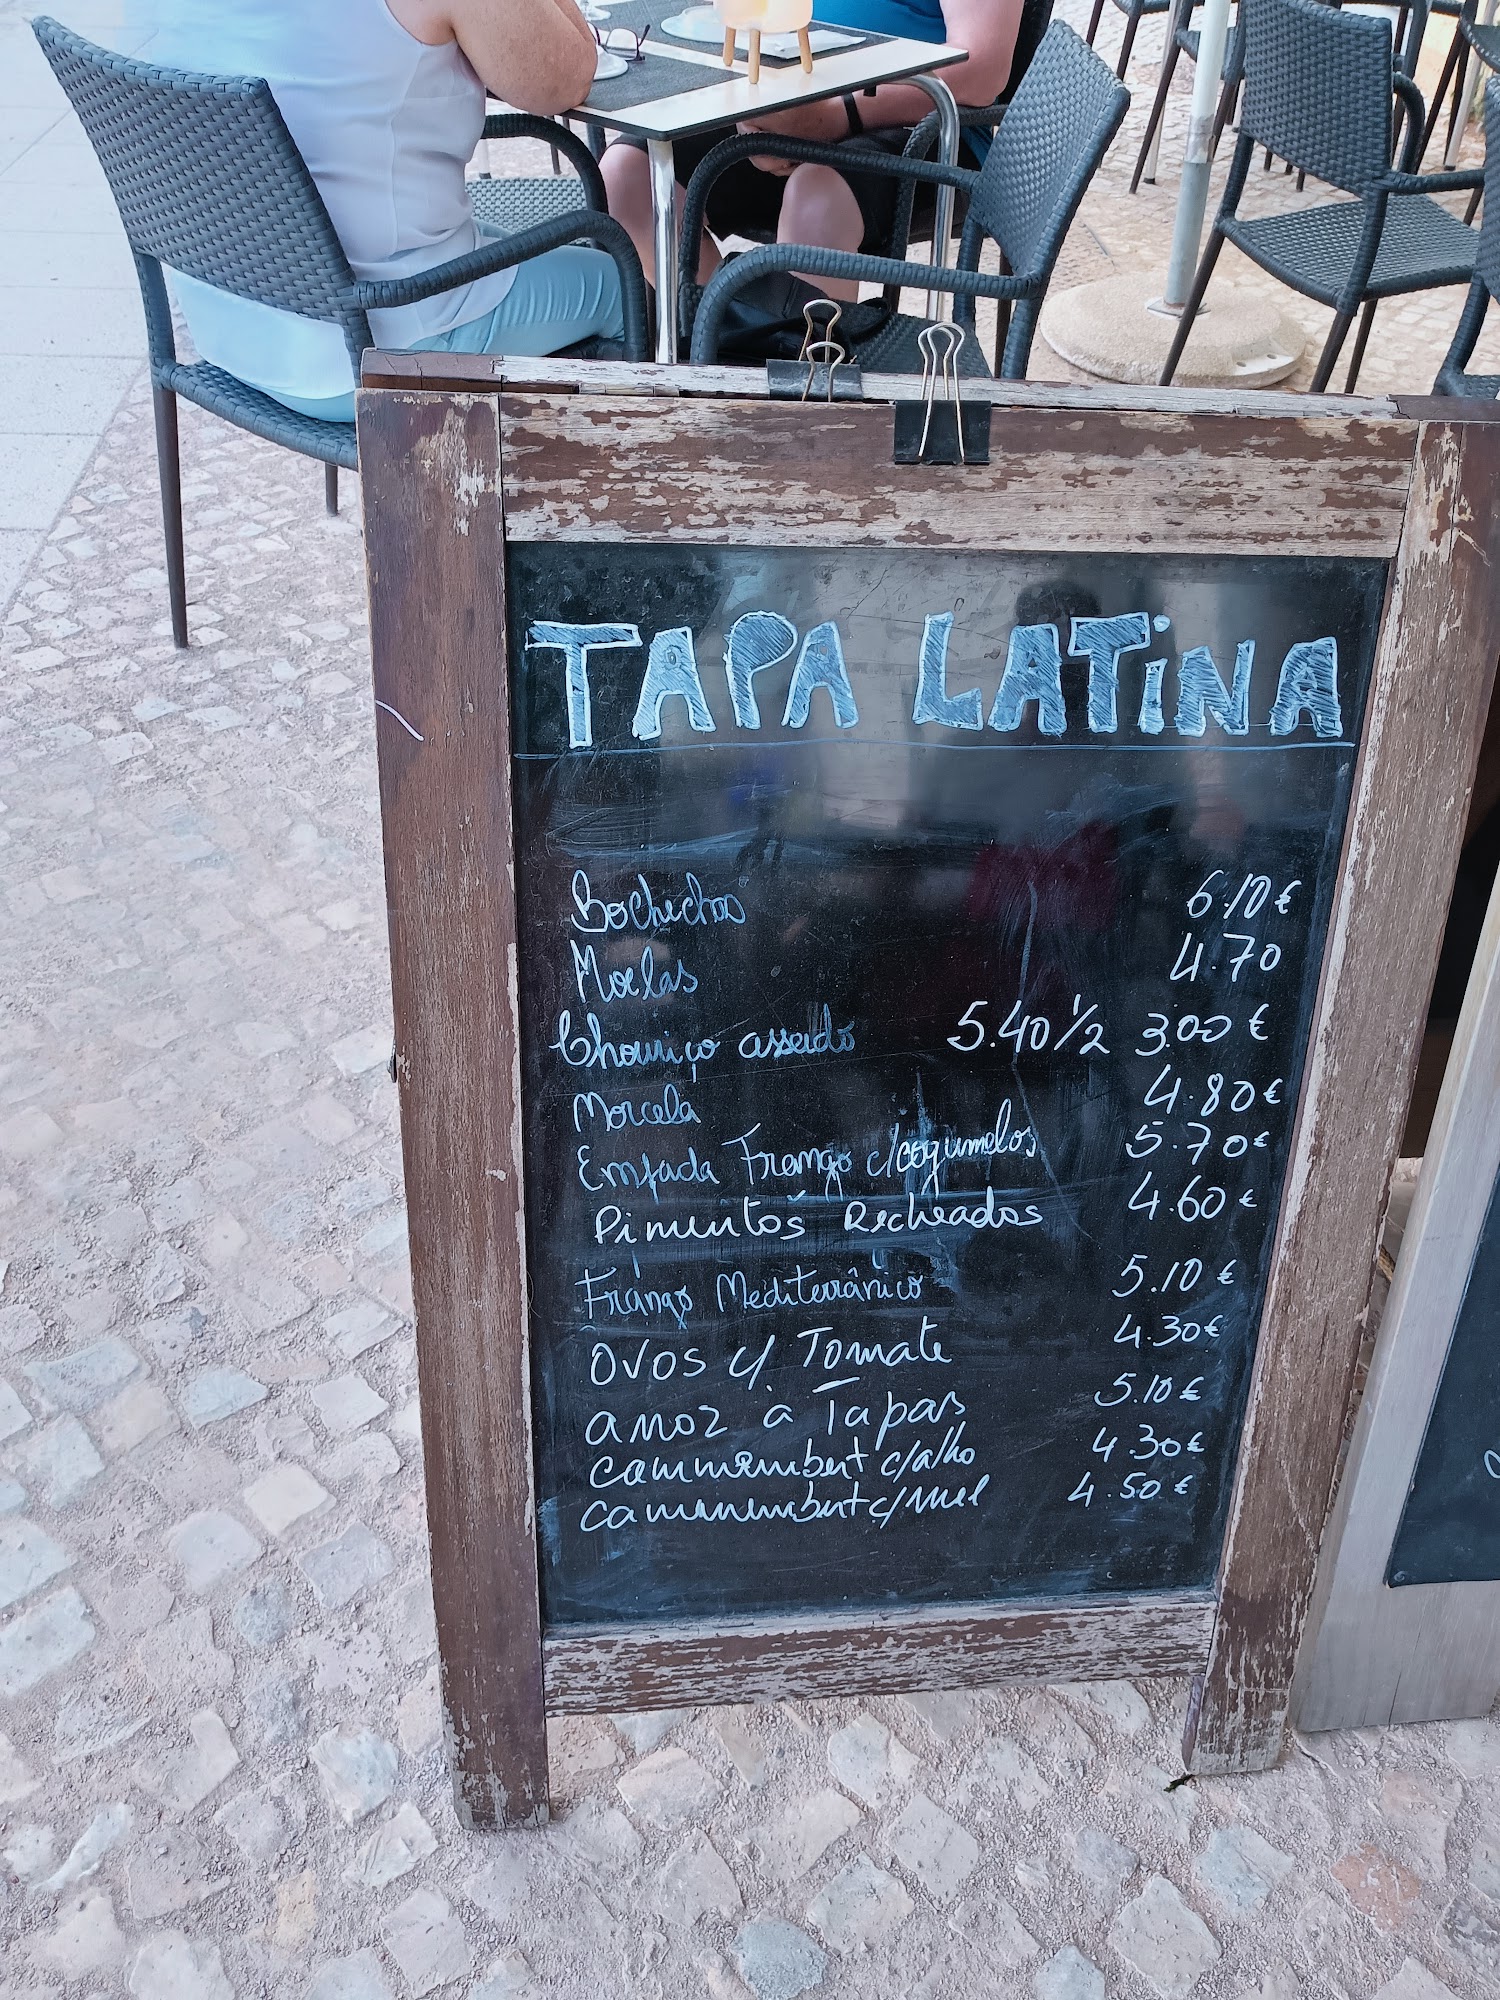 TAPA LATiNA
Bochechas 6.10€
Moelas 4.70
Chouriço assado 5.40 1/2 3.00€
Morcela 4.80€
Emfada Frango c/cogumelos 5.70€
Pimentos Recheados 4.60€
Frango Mediterrânico 5.10€
OVOS c/ Tomate 4.30€
arroz a Tapas 5.10€
cammembert c/alho 4.30€
cammembert c/mel 4.50€